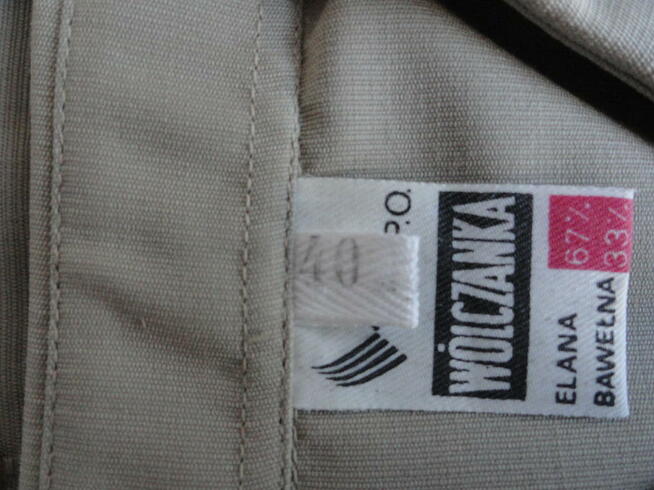 P.O.
40
WÓLCZANKA
ELANA 67%
BAWEŁNA 33%